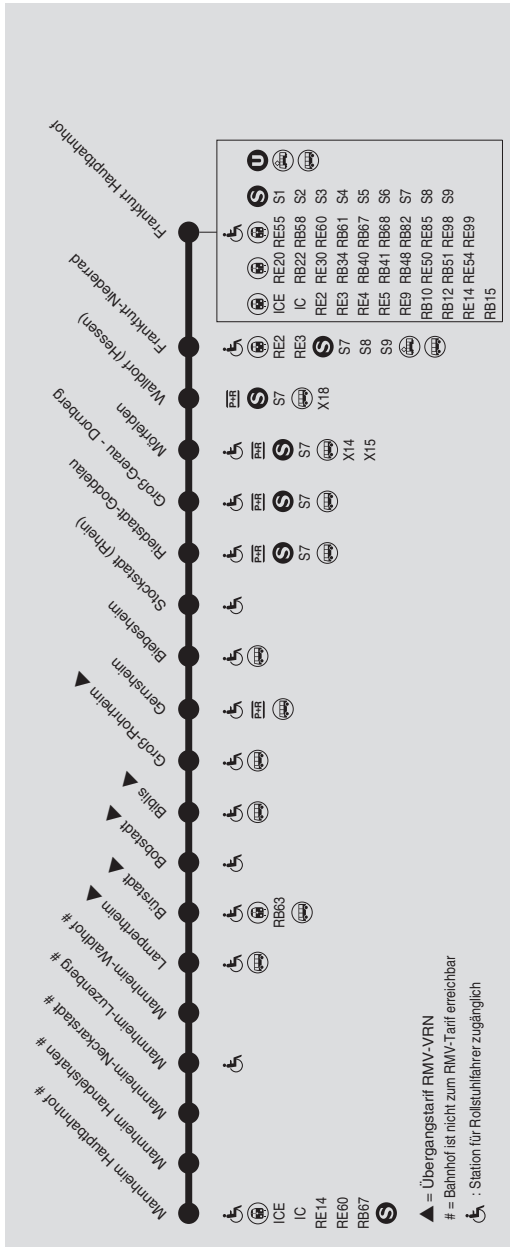 Mannheim Hauptbahnhof #
Mannheim Handelshafen #
Mannheim-Neckarstadt #
Mannheim-Luzenberg #
Mannheim-Waldhof #
Lampertheim ▲
Bürstadt ▲
Bobstadt ▲
Biblis ▲
Groß-Rohrheim ▲
Gernsheim
Biebesheim
Stockstadt (Rhein)
Riedstadt-Goddelau
Groß-Gerau - Dornberg
Mörfelden
Walldorf (Hessen)
Frankfurt-Niederrad
Frankfurt Hauptbahnhof
ICE
IC
RE14
RE60
RB67
S
RB63
P+R
P+R
S
S7
P+R
S
S7
P+R
S
S7
X14
X15
P+R
S
S7
X18
RE2
RE3
S
S7
S8
S9
S U
ICE RE20 RE55 S1
IC RB22 RB58 S2
RE2 RE30 RE60 S3
RE3 RB34 RB61 S4
RE4 RB40 RB67 S5
RE5 RB41 RB68 S6
RE9 RB48 RB82 S7
RB10 RE50 RE85 S8
RB12 RB51 RE98 S9
RE14 RE54 RE99
RB15
▲ = Übergangstarif RMV-VRN
# = Bahnhof ist nicht zum RMV-Tarif erreichbar
: Station für Rollstuhlfahrer zugänglich